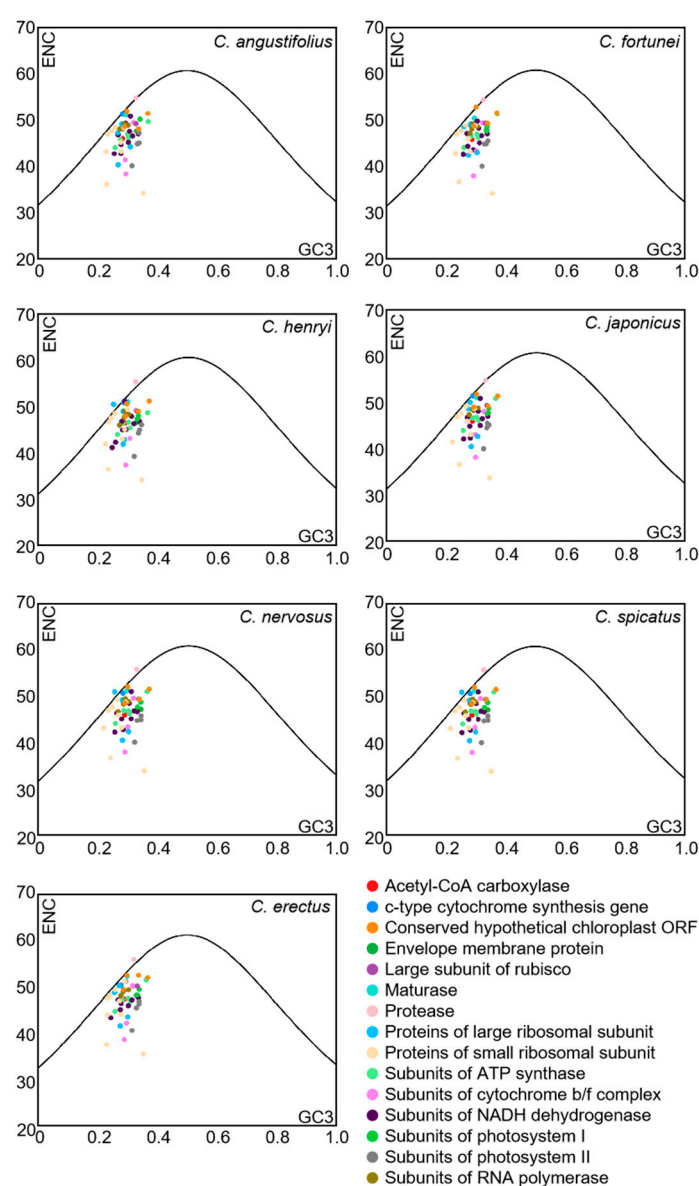 70
60
50
40
30
20
ENC
C. angustifolius
GC3
0 0.2 0.4 0.6 0.8 1.0
70
60
50
40
30
20
ENC
C. fortunei
GC3
0 0.2 0.4 0.6 0.8 1.0
70
60
50
40
30
20
ENC
C. henryi
GC3
0 0.2 0.4 0.6 0.8 1.0
70
60
50
40
30
20
ENC
C. japonicus
GC3
0 0.2 0.4 0.6 0.8 1.0
70
60
50
40
30
20
ENC
C. nervosus
GC3
0 0.2 0.4 0.6 0.8 1.0
70
60
50
40
30
20
ENC
C. spicatus
GC3
0 0.2 0.4 0.6 0.8 1.0
70
60
50
40
30
20
ENC
C. erectus
GC3
0 0.2 0.4 0.6 0.8 1.0
Acetyl-CoA carboxylase
c-type cytochrome synthesis gene
Conserved hypothetical chloroplast ORF
Envelope membrane protein
Large subunit of rubisco
Maturase
Protease
Proteins of large ribosomal subunit
Proteins of small ribosomal subunit
Subunits of ATP synthase
Subunits of cytochrome b/f complex
Subunits of NADH dehydrogenase
Subunits of photosystem I
Subunits of photosystem II
Subunits of RNA polymerase